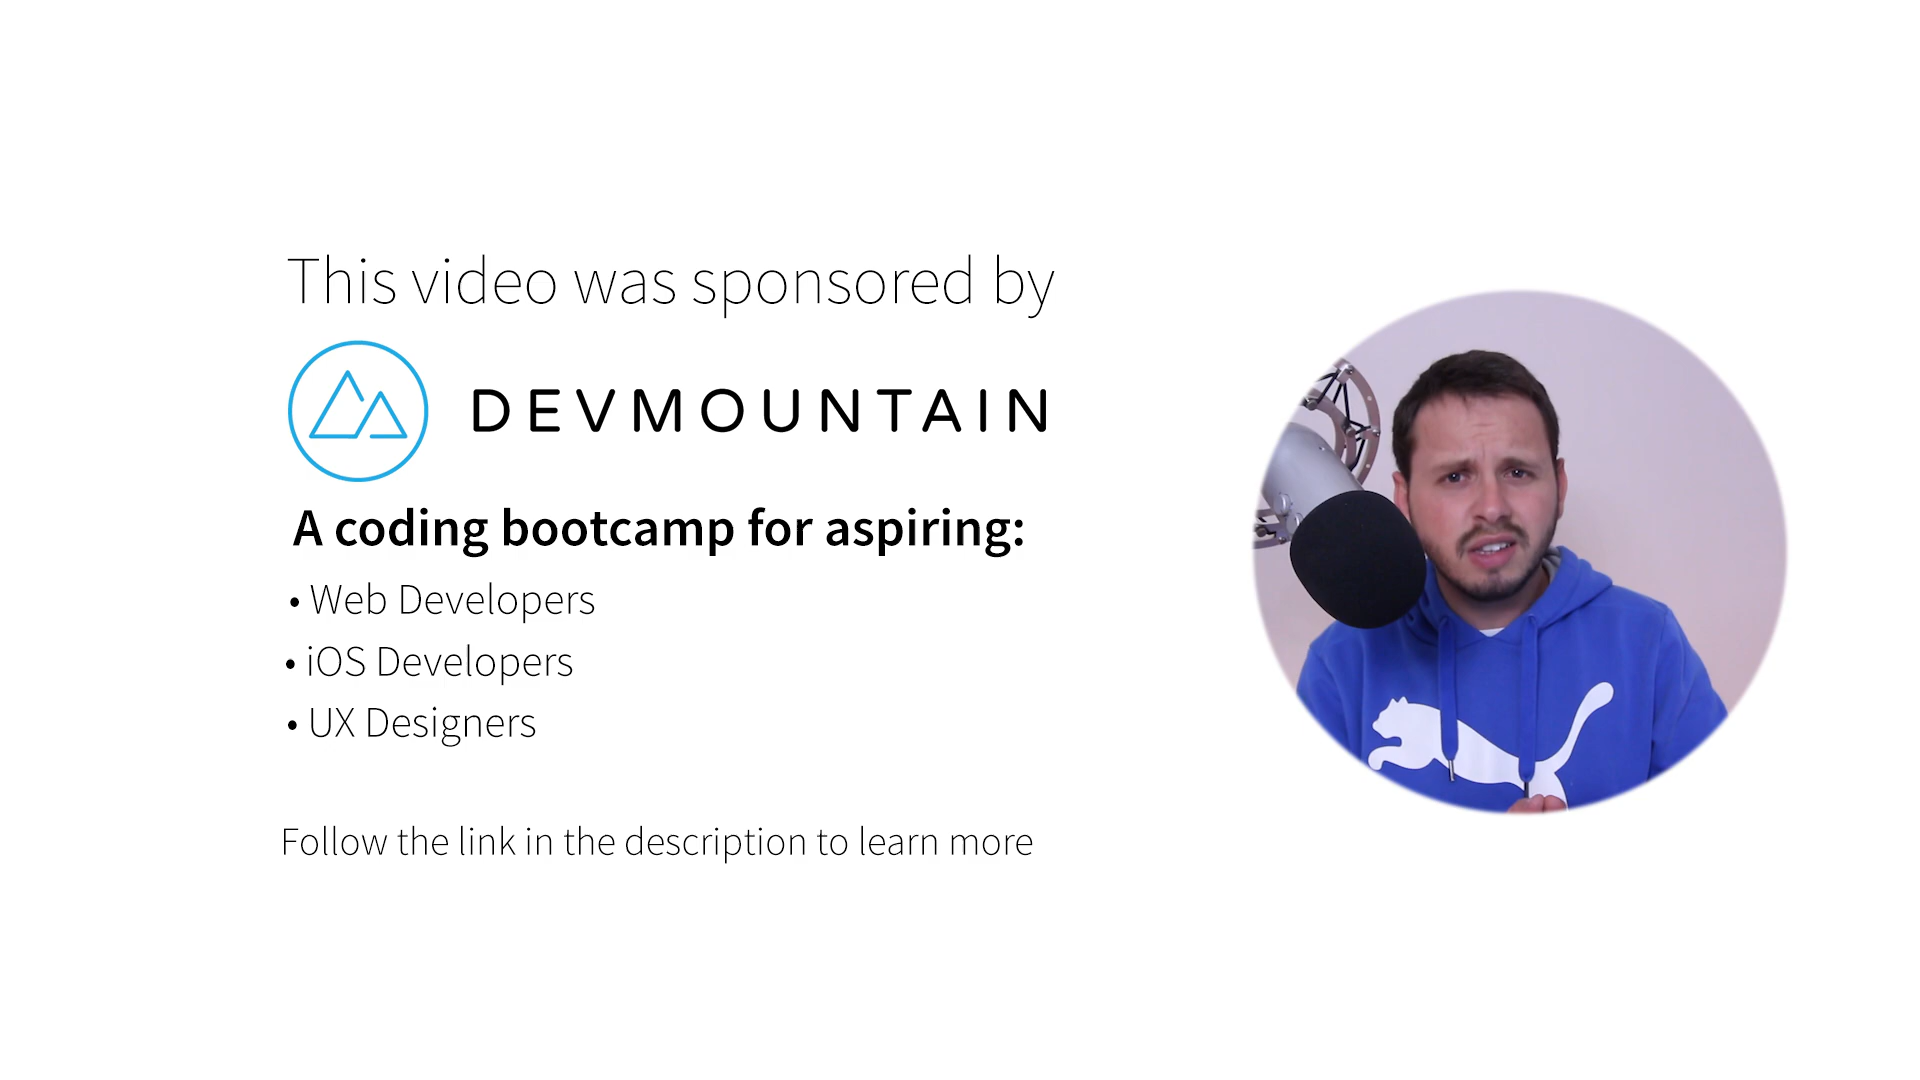 This video was sponsored by
DEVMOUNTAIN
A coding bootcamp for aspiring:
• Web Developers
• iOS Developers
• UX Designers
Follow the link in the description to learn more